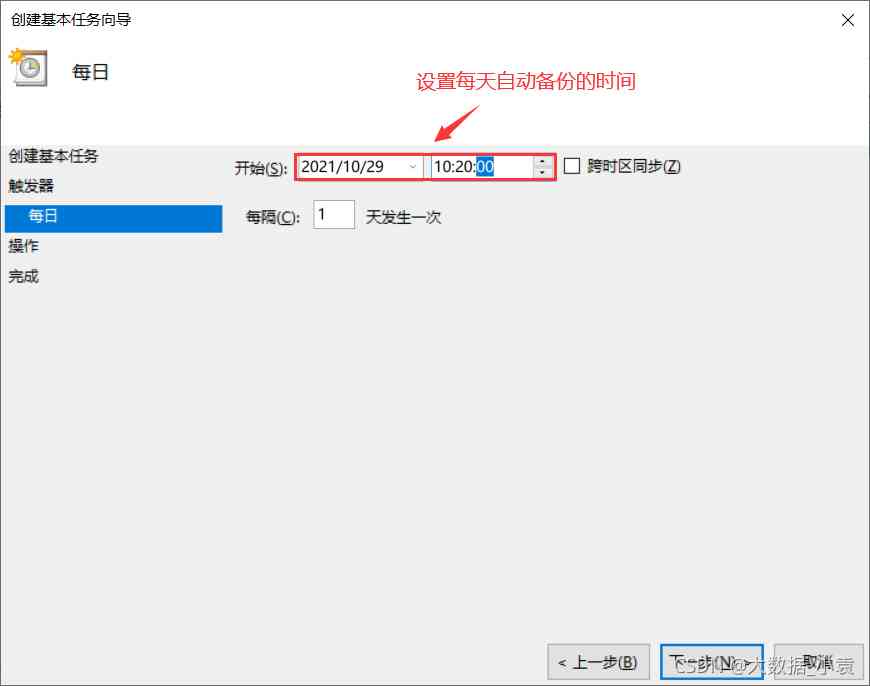 创建基本任务向导
每日
设置每天自动备份的时间
创建基本任务
触发器
每日
操作
完成
开始(S): 2021/10/29 10:20:00 跨时区同步(Z)
每隔(C): 1 天发生一次
< 上一步(B) 下一步(N) > 取消
CSDN @大数据_小袁